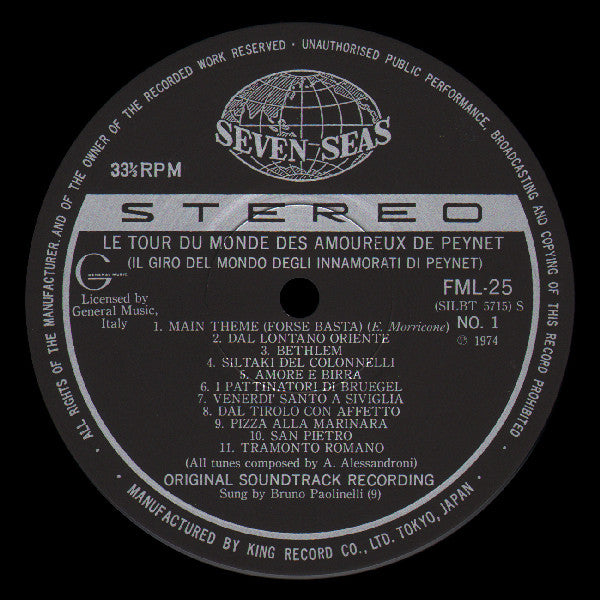 ALL RIGHTS OF THE MANUFACTURER, AND OF THE OWNER OF THE RECORDED WORK RESERVED · UNAUTHORISED PUBLIC PERFORMANCE, BROADCASTING AND COPYING OF THIS RECORD PROHIBITED
SEVEN SEAS
33⅓RPM
STEREO
LE TOUR DU MONDE DES AMOUREUX DE PEYNET
(IL GIRO DEL MONDO DEGLI INNAMORATI DI PEYNET)
G
GENERAL MUSIC
Licensed by
General Music,
Italy
FML-25
(SILBT 5715) S
NO. 1
℗ 1974
1. MAIN THEME (FORSE BASTA) (E. Morricone)
2. DAL LONTANO ORIENTE
3. BETHLEM
4. SILTAKI DEL COLONNELLI
5. AMORE E BIRRA
6. I PATTINATORI DI BRUEGEL
7. VENERDI' SANTO A SIVIGLIA
8. DAL TIROLO CON AFFETTO
9. PIZZA ALLA MARINARA
10. SAN PIETRO
11. TRAMONTO ROMANO
(All tunes composed by A. Alessandroni)
ORIGINAL SOUNDTRACK RECORDING
Sung by Bruno Paolinelli (9)
· MANUFACTURED BY KING RECORD CO., LTD. TOKYO, JAPAN ·